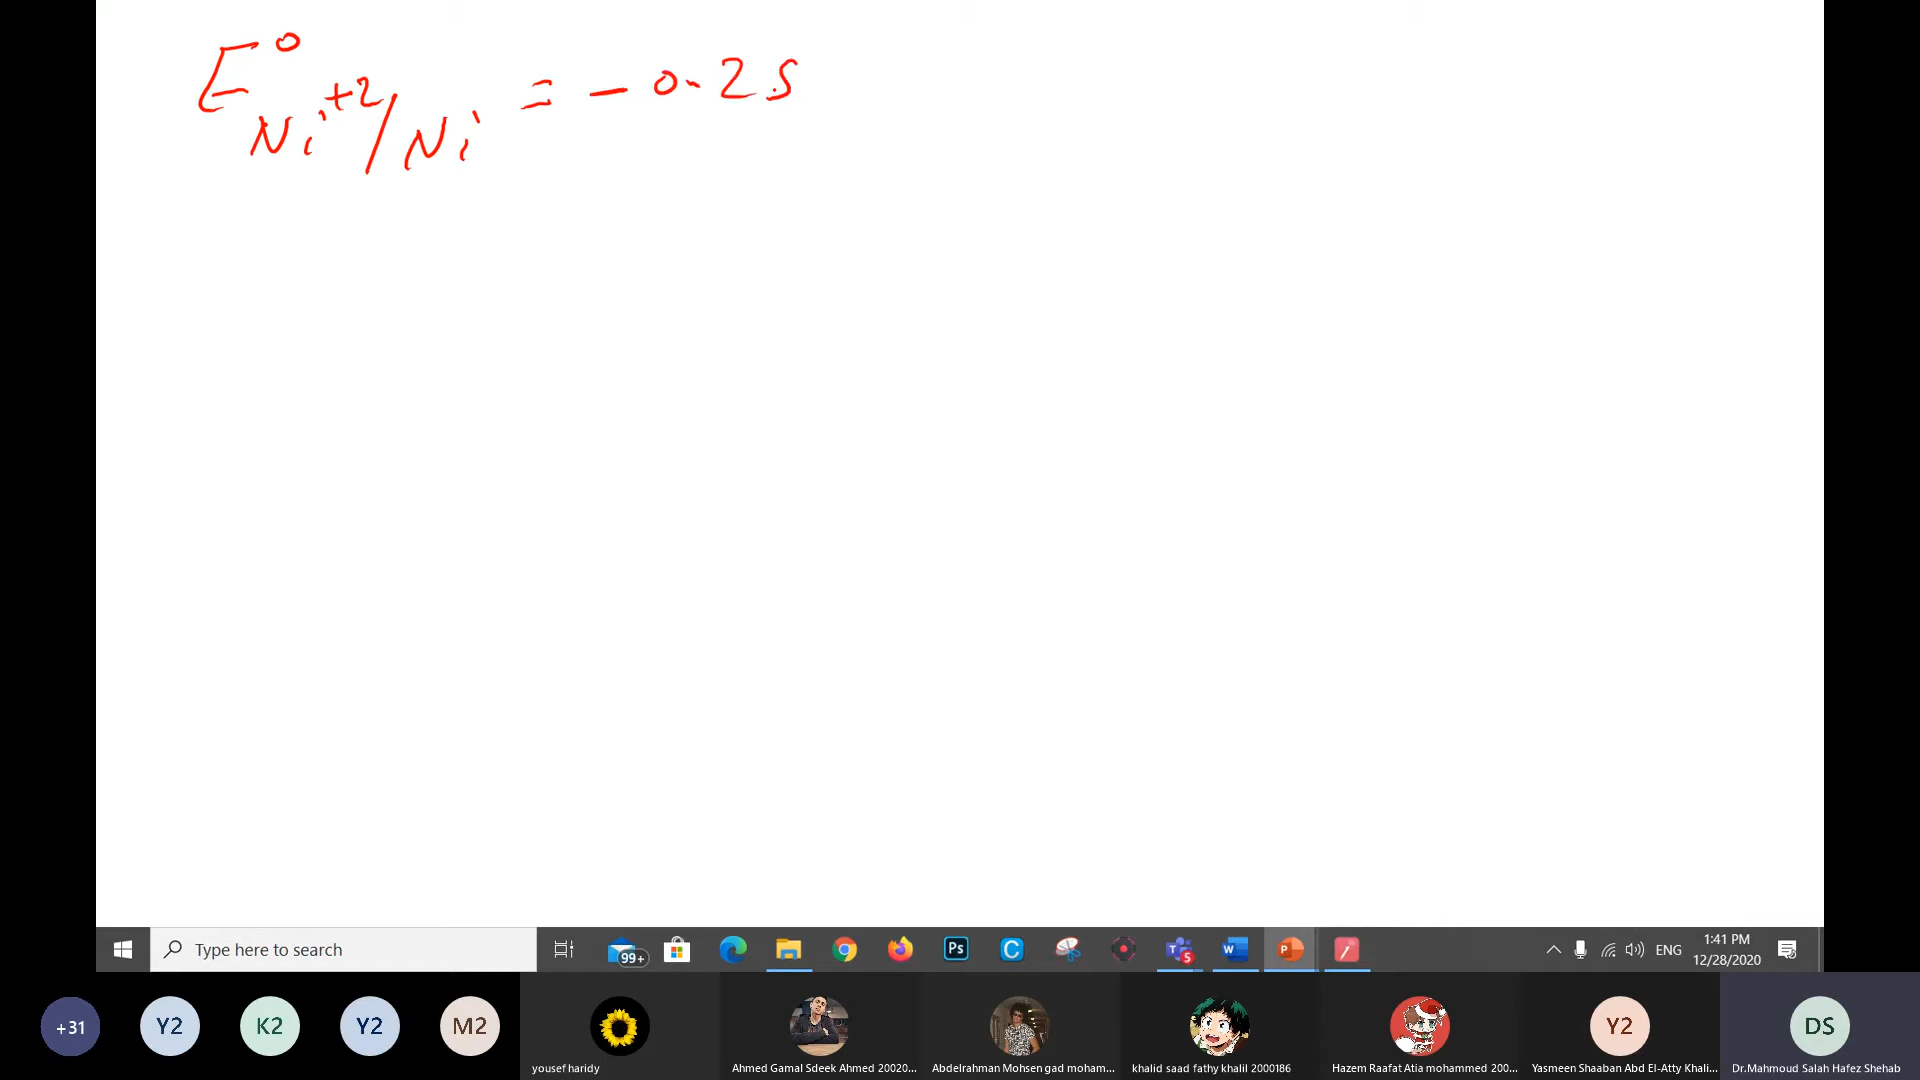 E⁰ Ni⁺²/Ni = - 0.25
Type here to search
99+
Ps
C
5
W
P
ENG
1:41 PM
12/28/2020
+31
Y2
K2
Y2
M2
Y2
DS
yousef haridy
Ahmed Gamal Sdeek Ahmed 20020...
Abdelrahman Mohsen gad moham...
khalid saad fathy khalil 2000186
Hazem Raafat Atia mohammed 200...
Yasmeen Shaaban Abd El-Atty Khali...
Dr.Mahmoud Salah Hafez Shehab